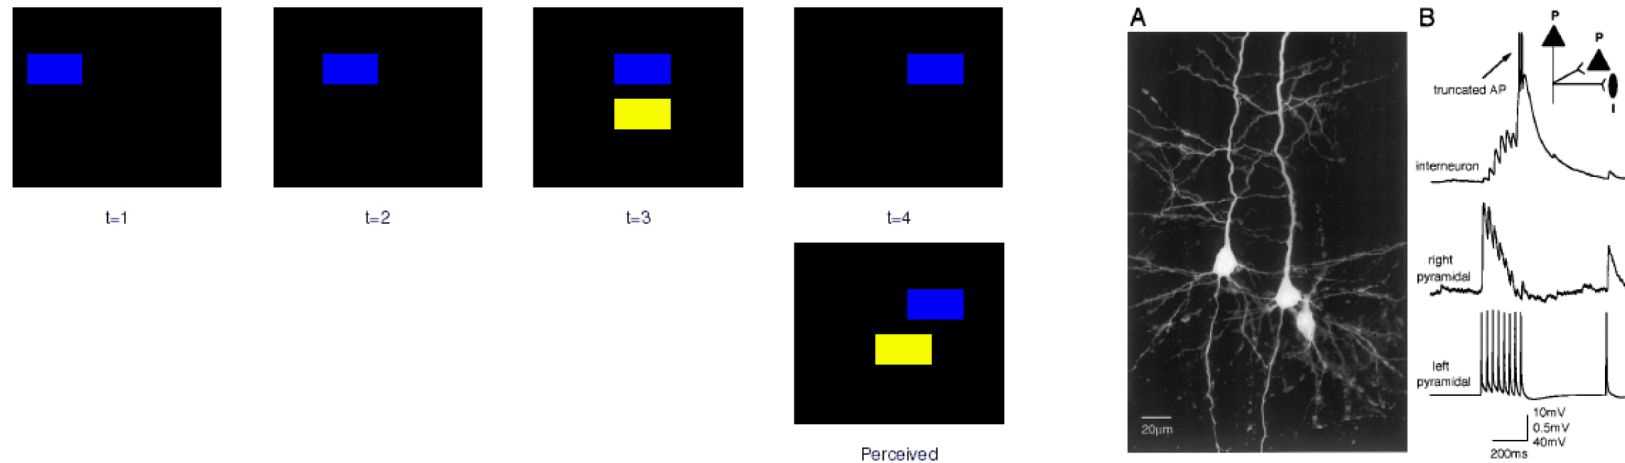 t=1
t=2
t=3
t=4
Perceived
A
20µm
B
P
P
I
truncated AP
interneuron
right
pyramidal
left
pyramidal
10mV
0.5mV
40mV
200ms